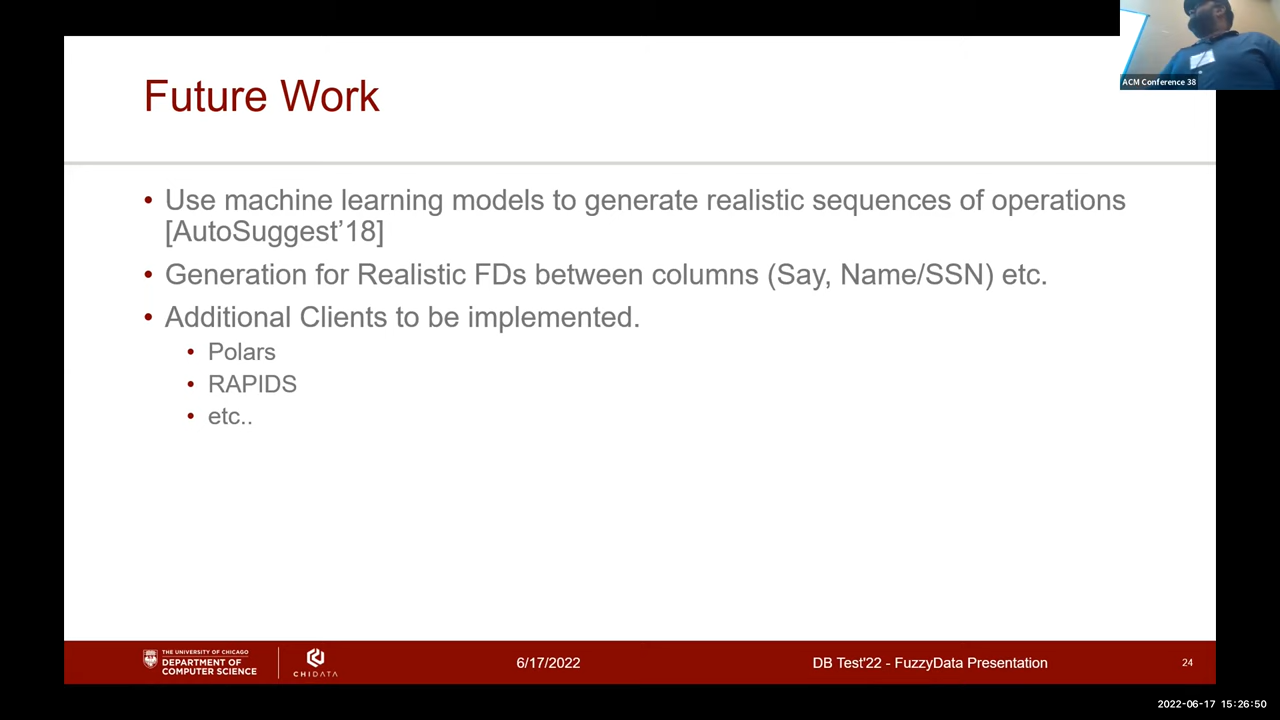 ACM Conference 38
Future Work
• Use machine learning models to generate realistic sequences of operations
[AutoSuggest’18]
• Generation for Realistic FDs between columns (Say, Name/SSN) etc.
• Additional Clients to be implemented.
• Polars
• RAPIDS
• etc..
THE UNIVERSITY OF CHICAGO
DEPARTMENT OF
COMPUTER SCIENCE
CHIDATA
6/17/2022
DB Test'22 - FuzzyData Presentation
24
2022-06-17 15:26:50